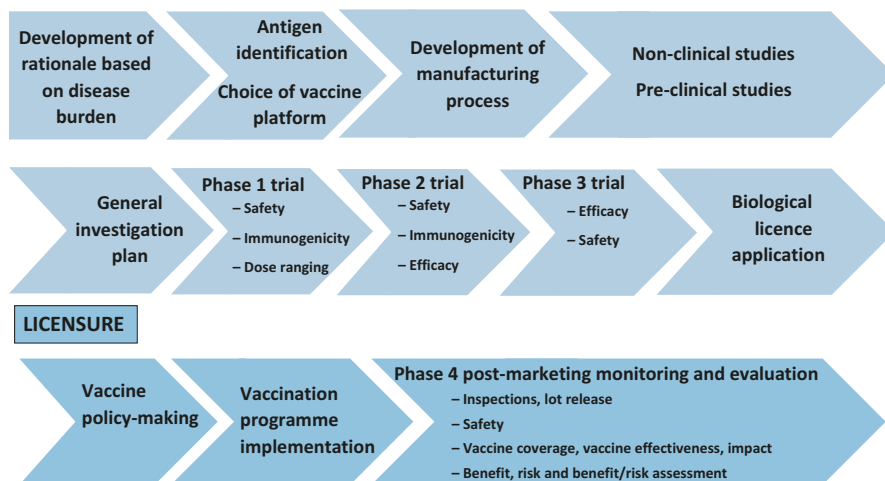 Development of
rationale based
on disease
burden
Antigen
identification
Choice of vaccine
platform
Development of
manufacturing
process
Non-clinical studies
Pre-clinical studies
General
investigation
plan
Phase 1 trial
– Safety
– Immunogenicity
– Dose ranging
Phase 2 trial
– Safety
– Immunogenicity
– Efficacy
Phase 3 trial
– Efficacy
– Safety
Biological
licence
application
LICENSURE
Vaccine
policy-making
Vaccination
programme
implementation
Phase 4 post-marketing monitoring and evaluation
– Inspections, lot release
– Safety
– Vaccine coverage, vaccine effectiveness, impact
– Benefit, risk and benefit/risk assessment